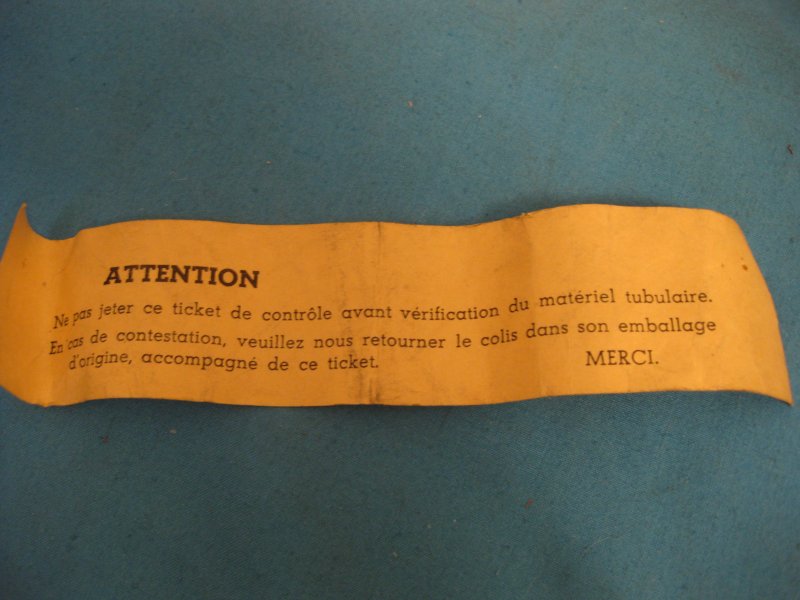 ATTENTION
Ne pas jeter ce ticket de contrôle avant vérification du matériel tubulaire.
En cas de contestation, veuillez nous retourner le colis dans son emballage
d'origine, accompagné de ce ticket. MERCI.